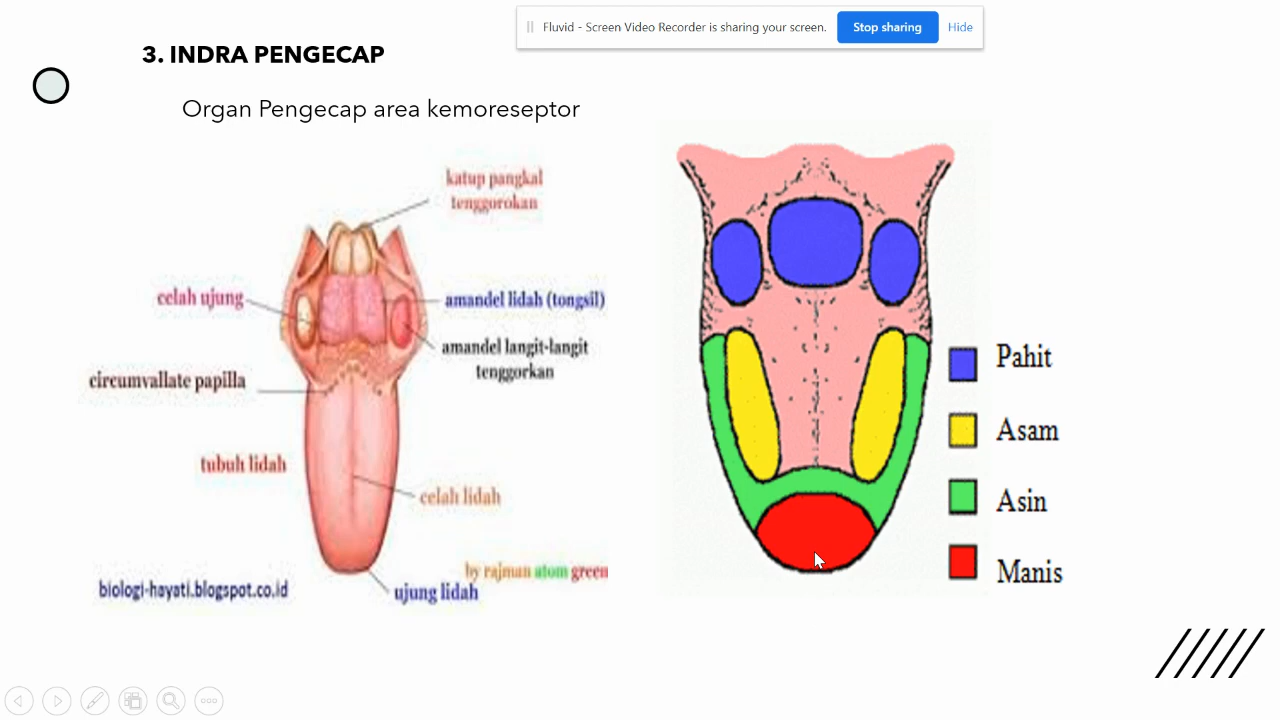 Fluvid - Screen Video Recorder is sharing your screen.
Stop sharing
Hide
3. INDRA PENGECAP
Organ Pengecap area kemoreseptor
katup pangkal
tenggorokan
celah ujung
amandel lidah (tongsil)
amandel langit-langit
tenggorkan
circumvallate papilla
tubuh lidah
celah lidah
by rajman atom green
biologi-hayati.blogspot.co.id
ujung lidah
Pahit
Asam
Asin
Manis